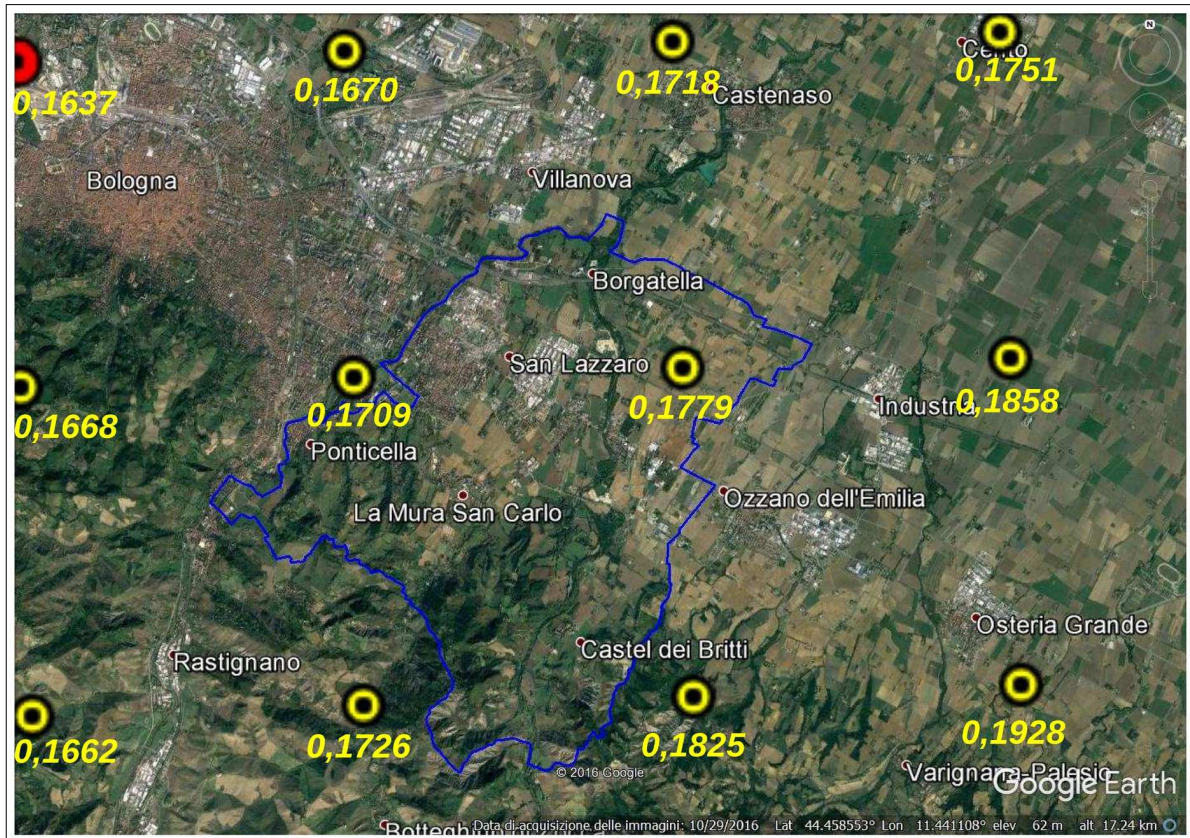 N
Cento
0,1637
0,1670
0,1718
Castenaso
0,1751
Bologna
Villanova
Borgatella
San Lazzaro
0,1668
0,1709
0,1779
Industria
0,1858
Ponticella
La Mura San Carlo
Ozzano dell'Emilia
Osteria Grande
Castel dei Britti
Rastignano
0,1662
0,1726
0,1825
0,1928
© 2016 Google
Varignana-Palesio
Google Earth
Data di acquisizione delle immagini: 10/29/2016 Lat 44.458553° Lon 11.441108° elev 62 m alt 17.24 km